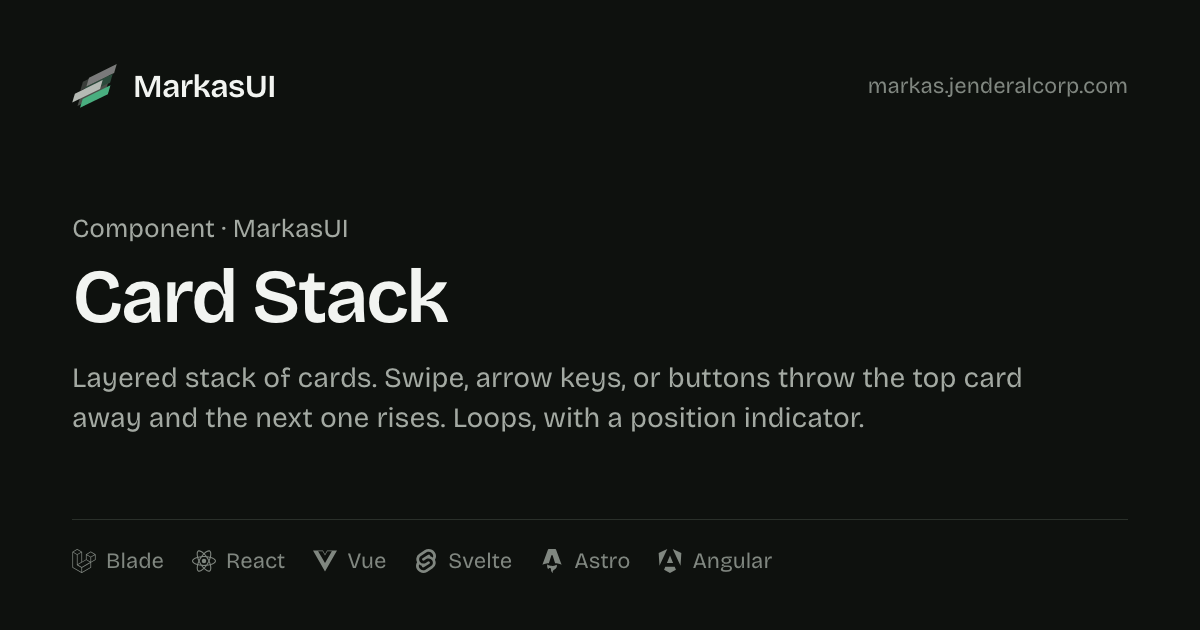 MarkasUI
markas.jenderalcorp.com
Component · MarkasUI
Card Stack
Layered stack of cards. Swipe, arrow keys, or buttons throw the top card
away and the next one rises. Loops, with a position indicator.
Blade React Vue Svelte Astro Angular